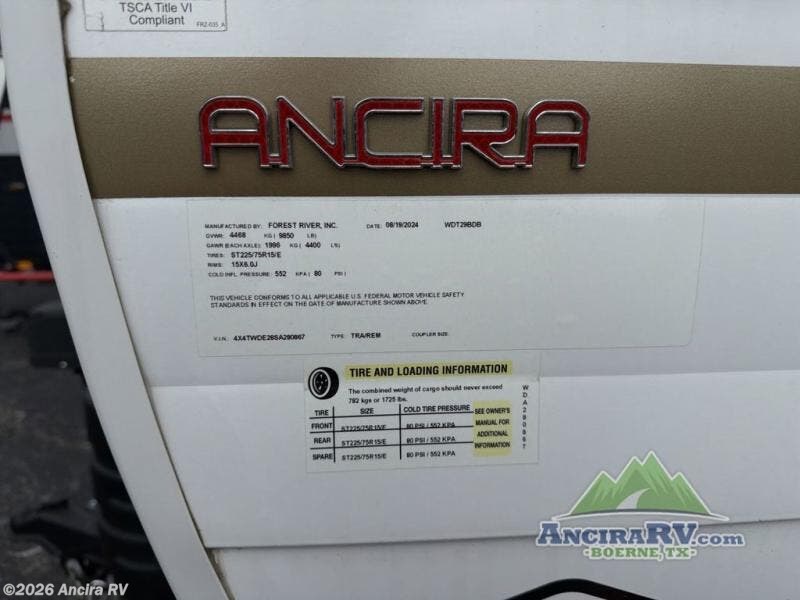 TSCA Title VI
Compliant
FRZ-035_A
ANCIRA
MANUFACTURED BY: FOREST RIVER, INC. DATE: 08/19/2024 WDT29BDB
GVWR: 4468 KG ( 9850 LB)
GAWR (EACH AXLE): 1996 KG ( 4400 LB)
TIRES: ST225/75R15/E
RIMS: 15X6.0J
COLD INFL. PRESSURE: 552 KPA ( 80 PSI )
THIS VEHICLE CONFORMS TO ALL APPLICABLE U.S. FEDERAL MOTOR VEHICLE SAFETY
STANDARDS IN EFFECT ON THE DATE OF MANUFACTURE SHOWN ABOVE.
V.I.N.: 4X4TWDE28SA280867 TYPE: TRA/REM COUPLER SIZE:
TIRE AND LOADING INFORMATION
The combined weight of cargo should never exceed
782 kgs or 1725 lbs.
TIRE SIZE COLD TIRE PRESSURE
FRONT ST225/75R15/E 80 PSI / 552 KPA
REAR ST225/75R15/E 80 PSI / 552 KPA
SPARE ST225/75R15/E 80 PSI / 552 KPA
SEE OWNER'S
MANUAL FOR
ADDITIONAL
INFORMATION
WDA280867
ANCIRARV.com
BOERNE, TX
©2026 Ancira RV